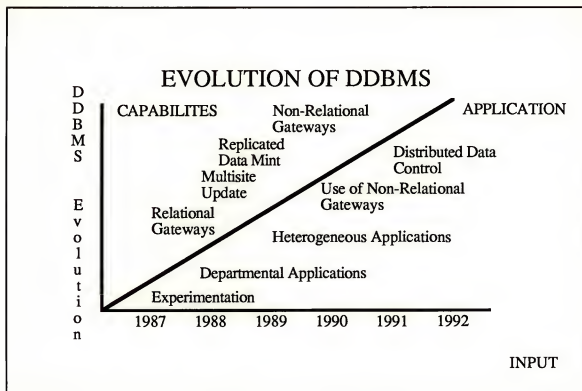 EVOLUTION OF DDBMS
DDBMS Evolution
CAPABILITES
Non-Relational
Gateways
APPLICATION
Replicated
Data Mint
Multisite
Update
Distributed Data
Control
Use of Non-Relational
Gateways
Relational
Gateways
Heterogeneous Applications
Departmental Applications
Experimentation
1987 1988 1989 1990 1991 1992
INPUT